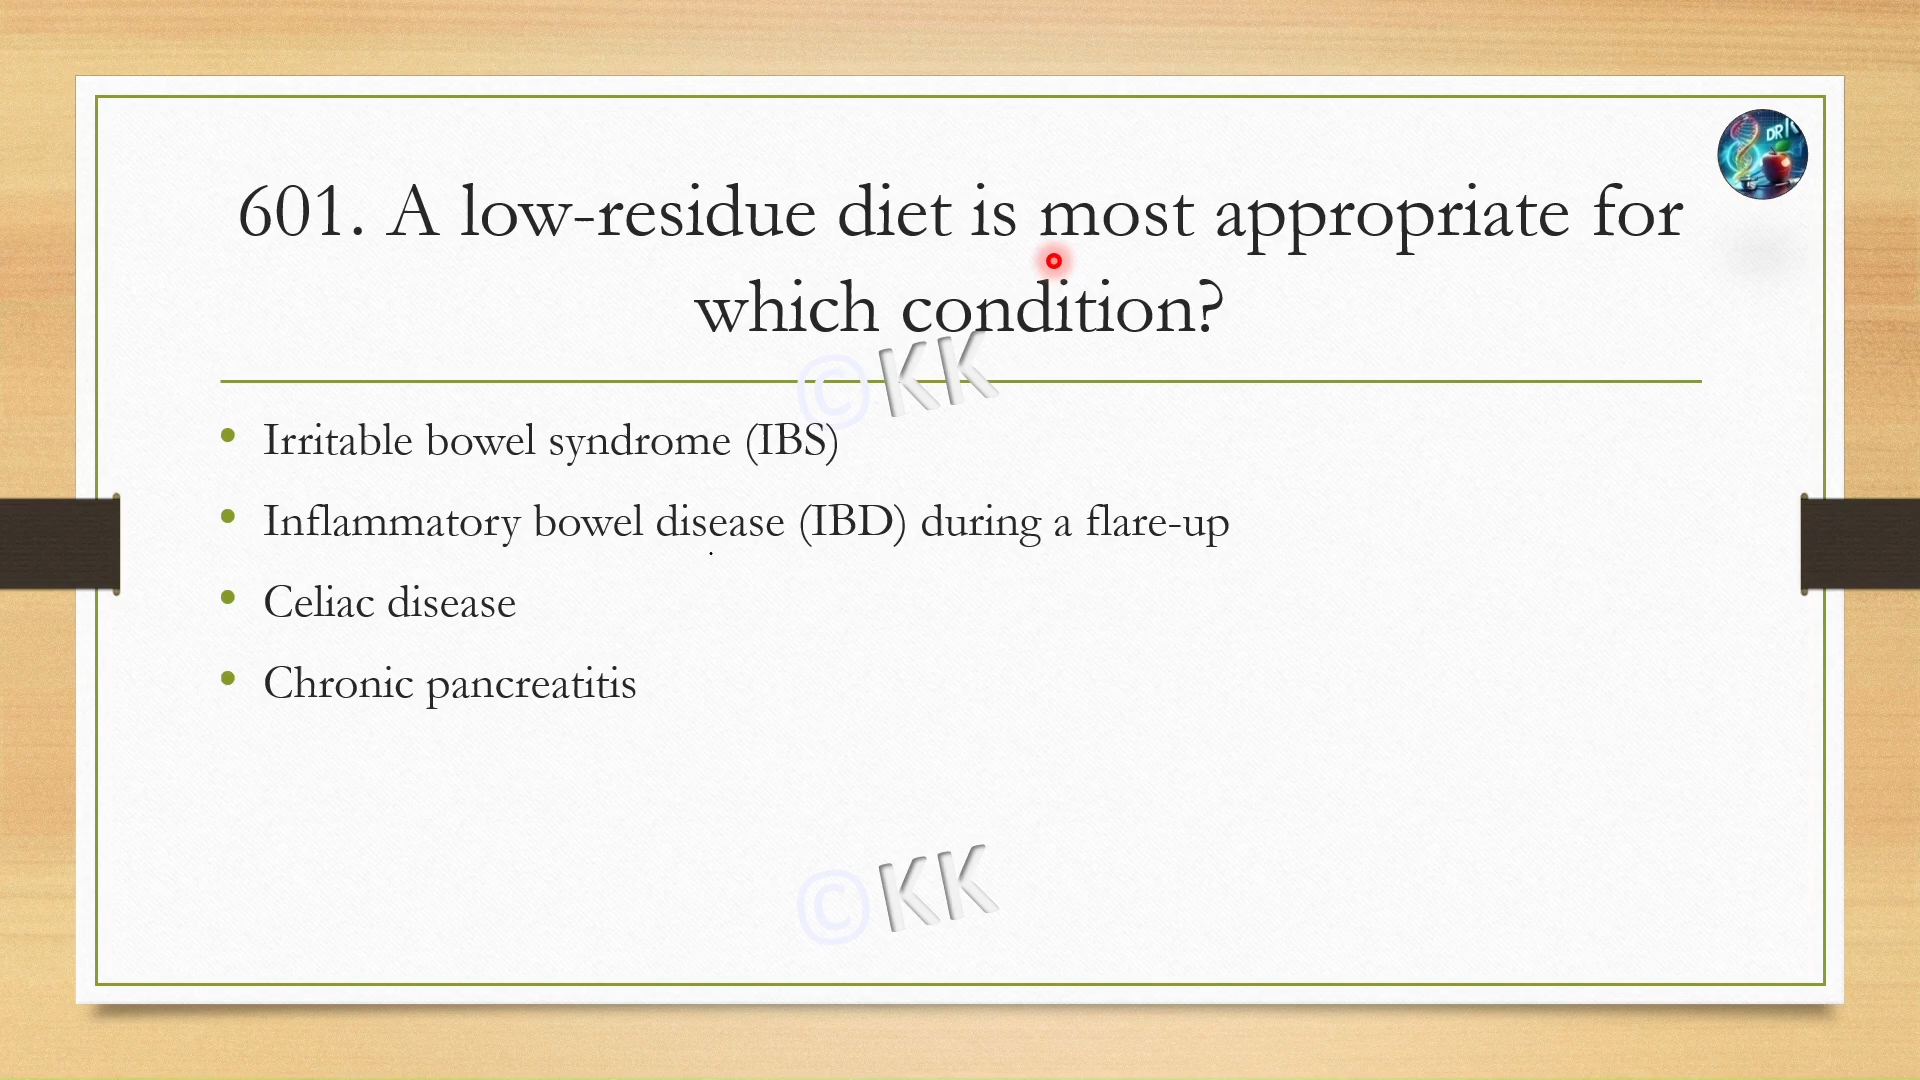 DR K
601. A low-residue diet is most appropriate for
which condition?
©KK
• Irritable bowel syndrome (IBS)
• Inflammatory bowel disease (IBD) during a flare-up
• Celiac disease
• Chronic pancreatitis
©KK